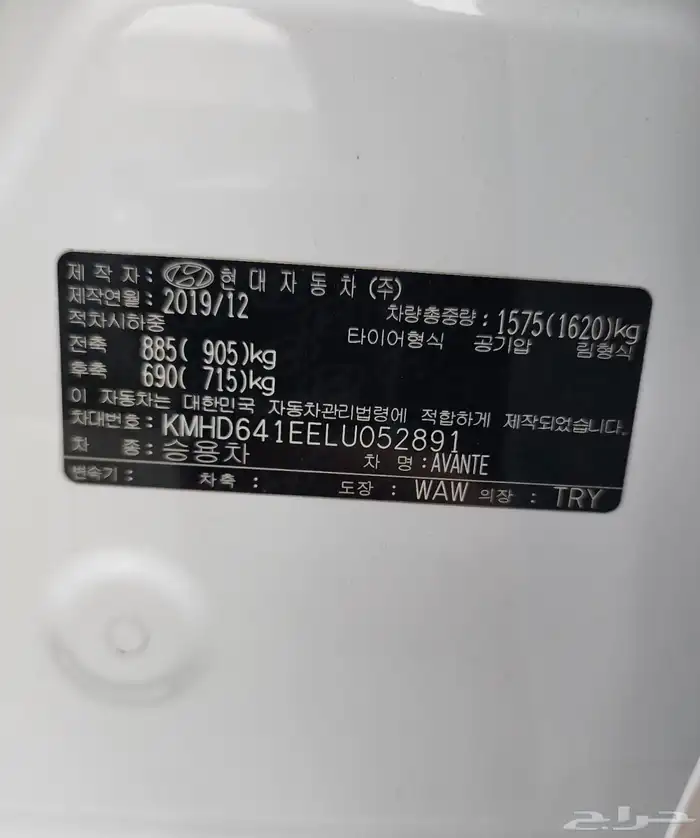 제 작 자 : 현 대 자 동 차 (주)
제작연월 : 2019/12 차량총중량 : 1575(1620)kg
적차시하중 타이어형식 공기압 림형식
전축 885( 905)kg
후축 690( 715)kg
이 자동차는 대한민국 자동차관리법령에 적합하게 제작되었습니다.
차대번호 : KMHD641EELU052891
차 종 : 승용차 차 명 : AVANTE
변속기 : 차축 : 도장 : WAW 의장 : TRY
حراج